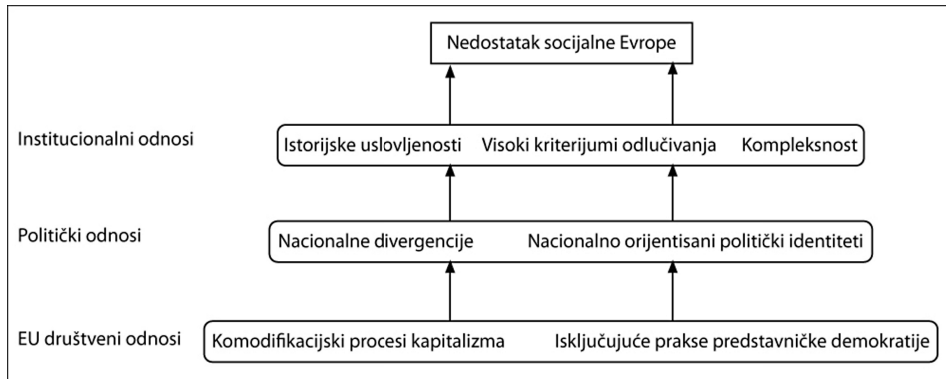 Nedostatak socijalne Evrope
Institucionalni odnosi
Istorijske uslovljenosti Visoki kriterijumi odlučivanja Kompleksnost
Politički odnosi
Nacionalne divergencije Nacionalno orijentisani politički identiteti
EU društveni odnosi
Komodifikacijski procesi kapitalizma Isključujuće prakse predstavničke demokratije